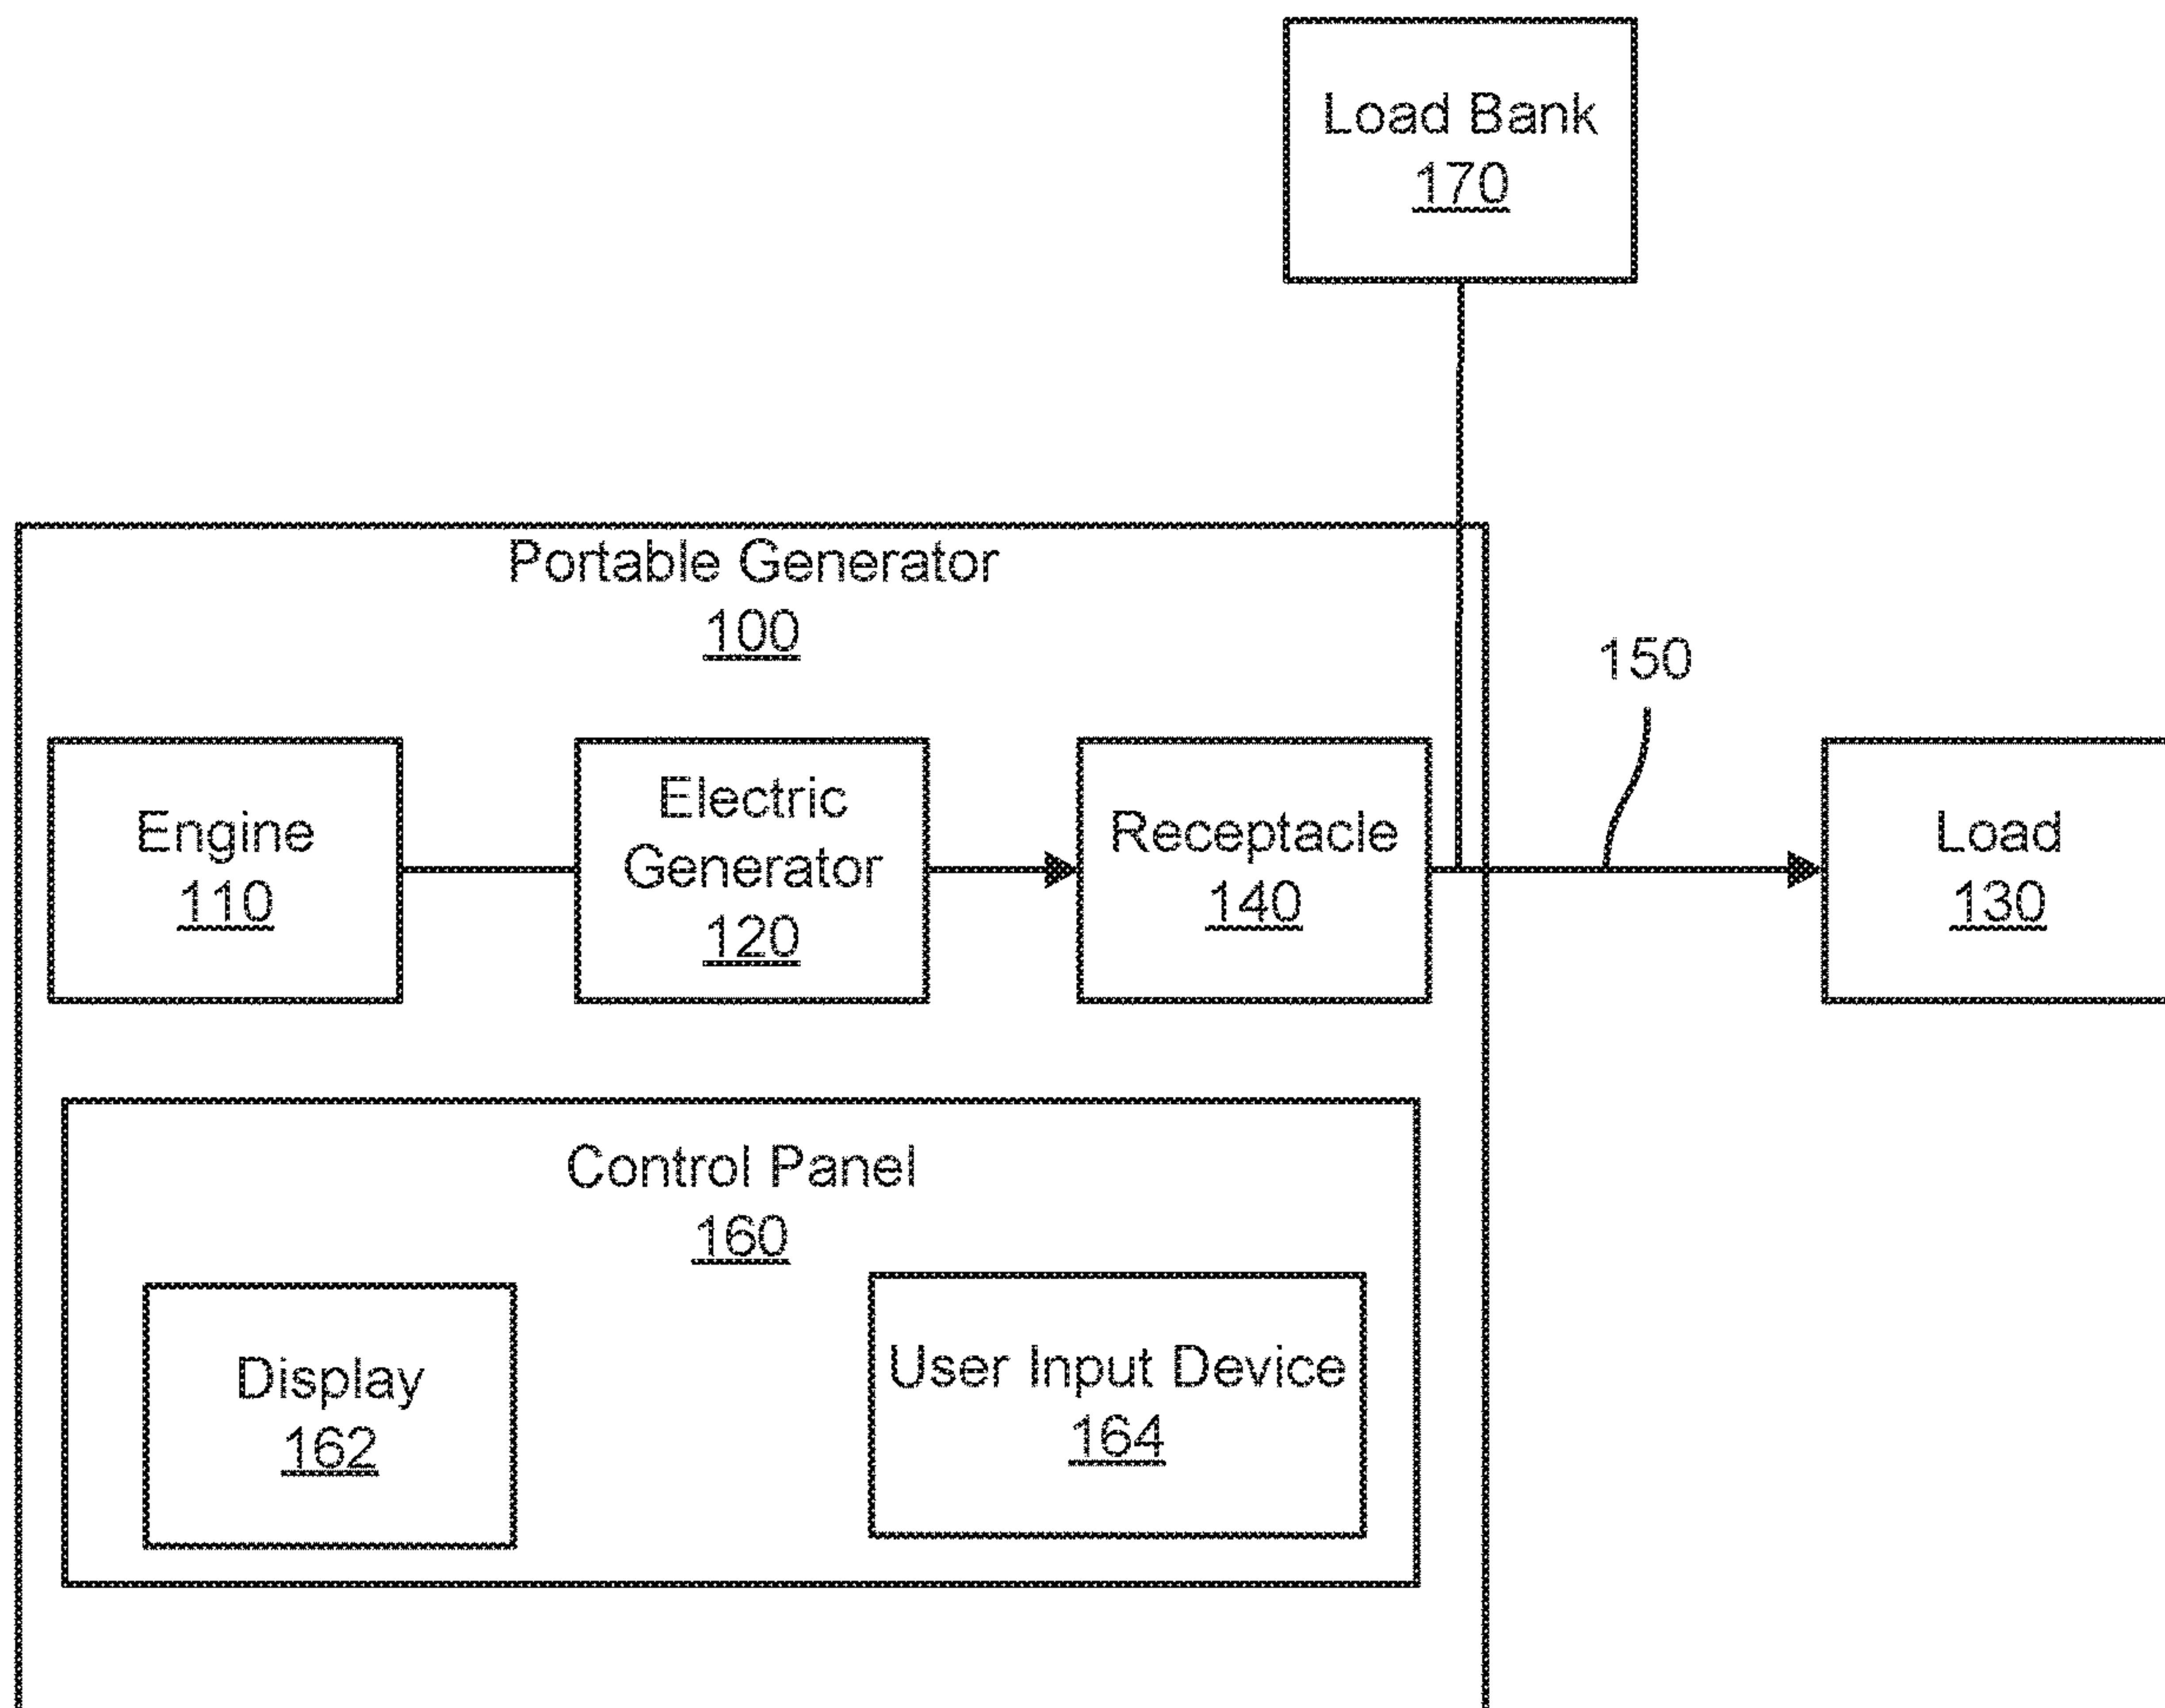 Load Bank
170
Portable Generator
100
150
Engine
110
Electric
Generator
120
Receptacle
140
Load
130
Control Panel
160
Display
162
User Input Device
164